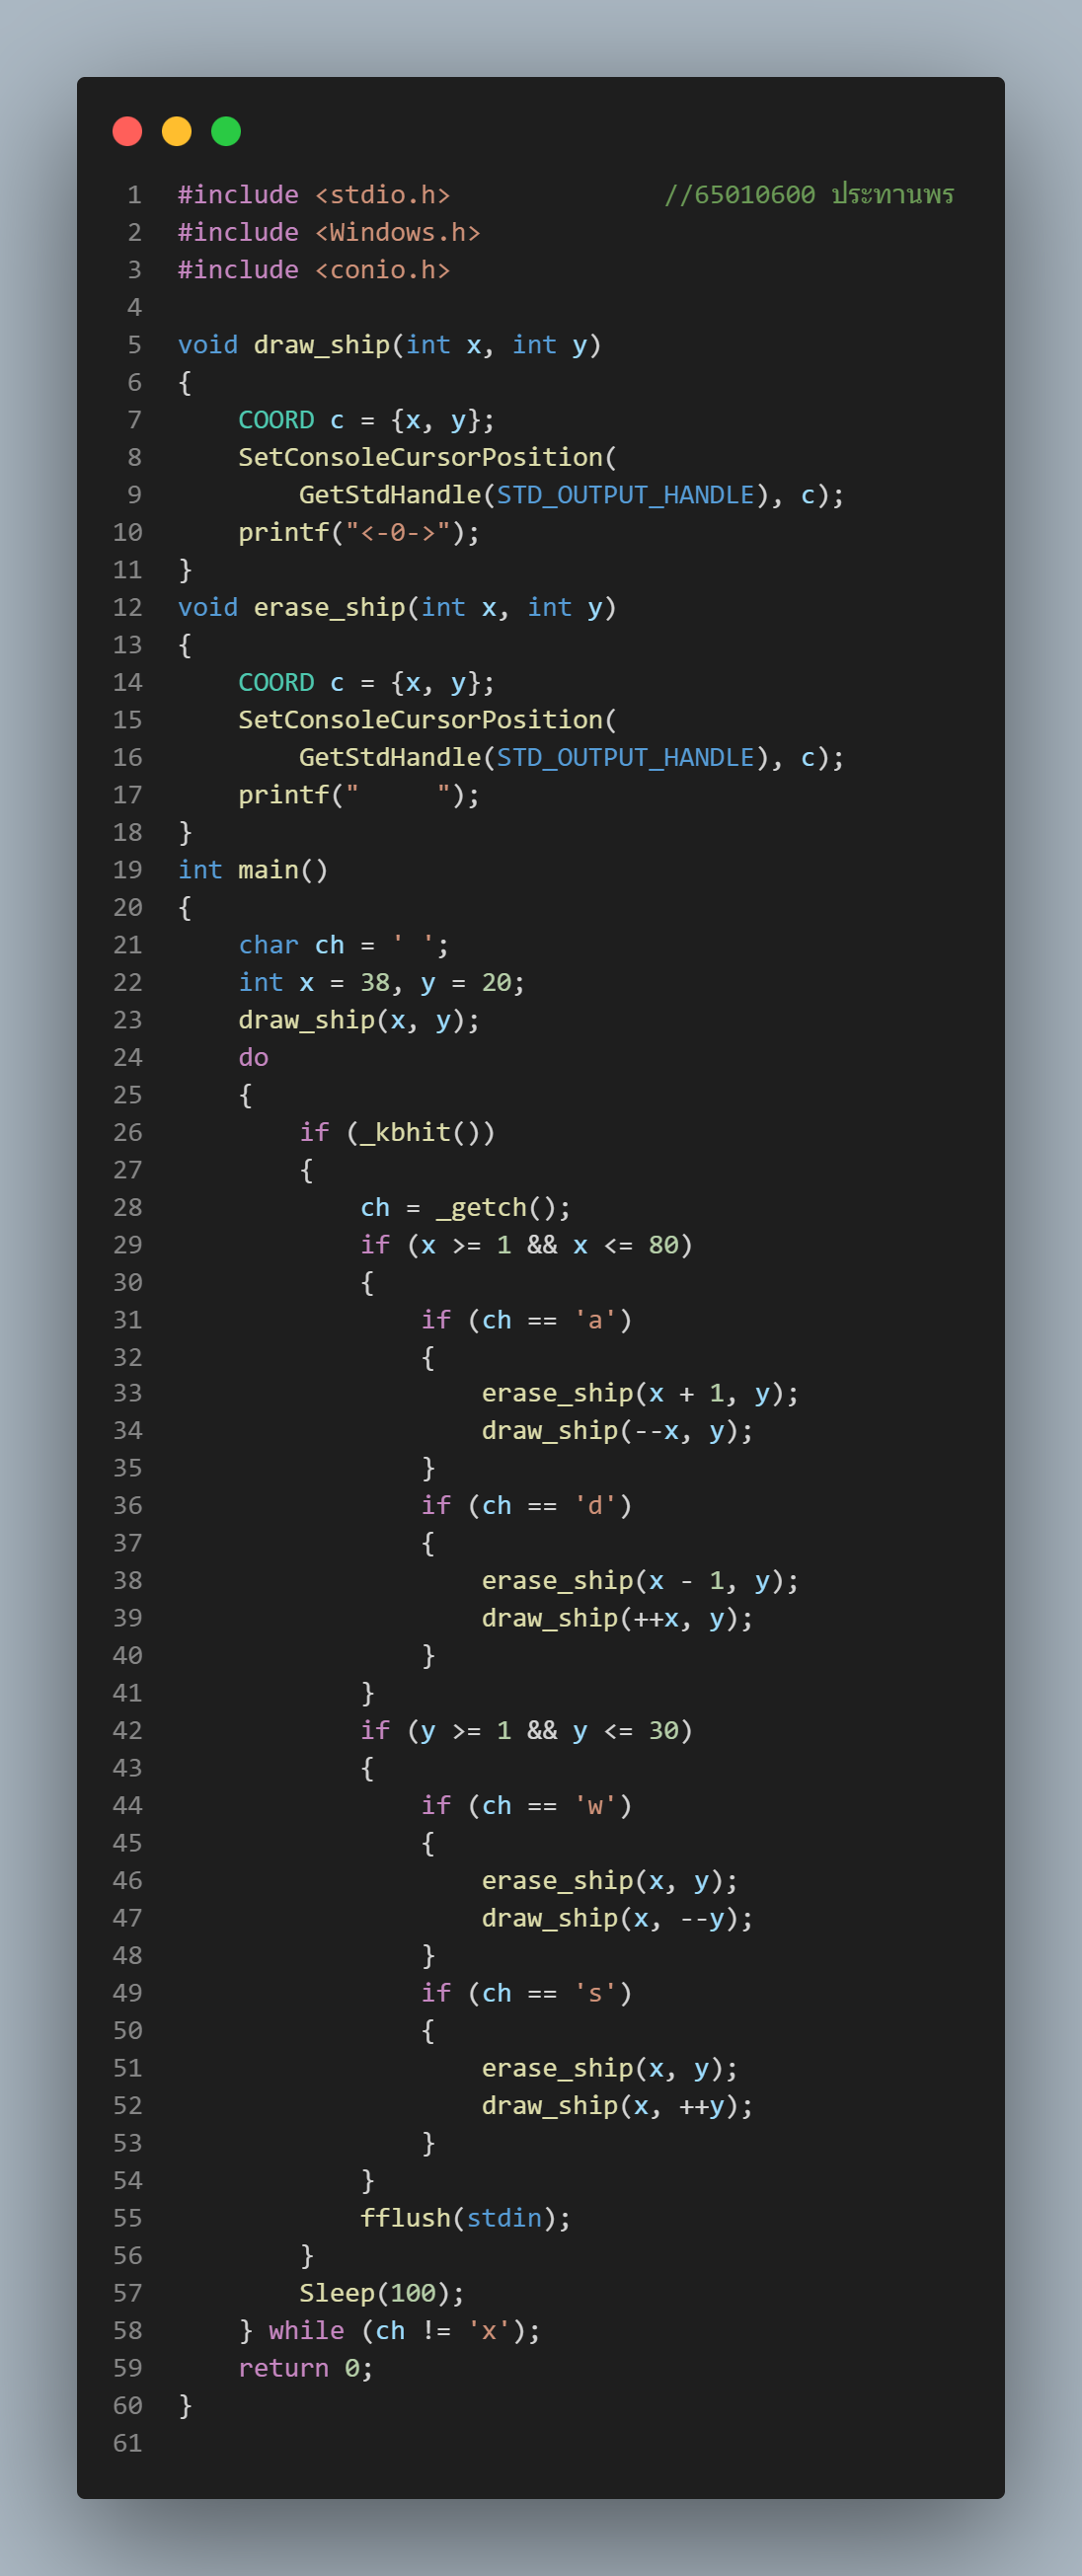 1 #include <stdio.h>              //65010600 ประทานพร
2 #include <Windows.h>
3 #include <conio.h>
4
5 void draw_ship(int x, int y)
6 {
7     COORD c = {x, y};
8     SetConsoleCursorPosition(
9         GetStdHandle(STD_OUTPUT_HANDLE), c);
10     printf("<-0->");
11 }
12 void erase_ship(int x, int y)
13 {
14     COORD c = {x, y};
15     SetConsoleCursorPosition(
16         GetStdHandle(STD_OUTPUT_HANDLE), c);
17     printf("     ");
18 }
19 int main()
20 {
21     char ch = ' ';
22     int x = 38, y = 20;
23     draw_ship(x, y);
24     do
25     {
26         if (_kbhit())
27         {
28             ch = _getch();
29             if (x >= 1 && x <= 80)
30             {
31                 if (ch == 'a')
32                 {
33                     erase_ship(x + 1, y);
34                     draw_ship(--x, y);
35                 }
36                 if (ch == 'd')
37                 {
38                     erase_ship(x - 1, y);
39                     draw_ship(++x, y);
40                 }
41             }
42             if (y >= 1 && y <= 30)
43             {
44                 if (ch == 'w')
45                 {
46                     erase_ship(x, y);
47                     draw_ship(x, --y);
48                 }
49                 if (ch == 's')
50                 {
51                     erase_ship(x, y);
52                     draw_ship(x, ++y);
53                 }
54             }
55             fflush(stdin);
56         }
57         Sleep(100);
58     } while (ch != 'x');
59     return 0;
60 }
61